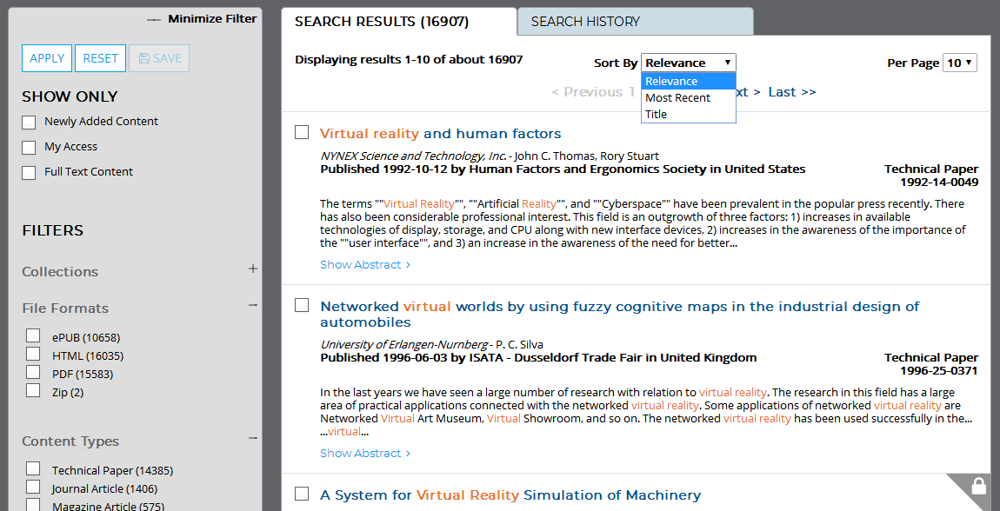 Minimize Filter
APPLY RESET SAVE
SHOW ONLY
Newly Added Content
My Access
Full Text Content
FILTERS
Collections
File Formats
ePUB (10658)
HTML (16035)
PDF (15583)
Zip (2)
Content Types
Technical Paper (14385)
Journal Article (1406)
Magazine Article (575)
SEARCH RESULTS (16907) SEARCH HISTORY
Displaying results 1-10 of about 16907 Sort By Relevance Per Page 10
Relevance
Most Recent
Title
< Previous 1 xt > Last >>
Virtual reality and human factors
NYNEX Science and Technology, Inc. - John C. Thomas, Rory Stuart
Published 1992-10-12 by Human Factors and Ergonomics Society in United States Technical Paper
1992-14-0049
The terms ""Virtual Reality"", ""Artificial Reality"", and ""Cyberspace"" have been prevalent in the popular press recently. There
has also been considerable professional interest. This field is an outgrowth of three factors: 1) increases in available
technologies of display, storage, and CPU along with new interface devices, 2) increases in the awareness of the importance of
the ""user interface"", and 3) an increase in the awareness of the need for better...
Show Abstract >
Networked virtual worlds by using fuzzy cognitive maps in the industrial design of
automobiles
University of Erlangen-Nurnberg - P. C. Silva
Published 1996-06-03 by ISATA - Dusseldorf Trade Fair in United Kingdom Technical Paper
1996-25-0371
In the last years we have seen a large number of research with relation to virtual reality. The research in this field has a large
area of practical applications connected with the networked virtual reality. Some applications of networked virtual reality are
Networked Virtual Art Museum, Virtual Showroom, and so on. The networked virtual reality has been used successfully in the...
...virtual...
Show Abstract >
A System for Virtual Reality Simulation of Machinery